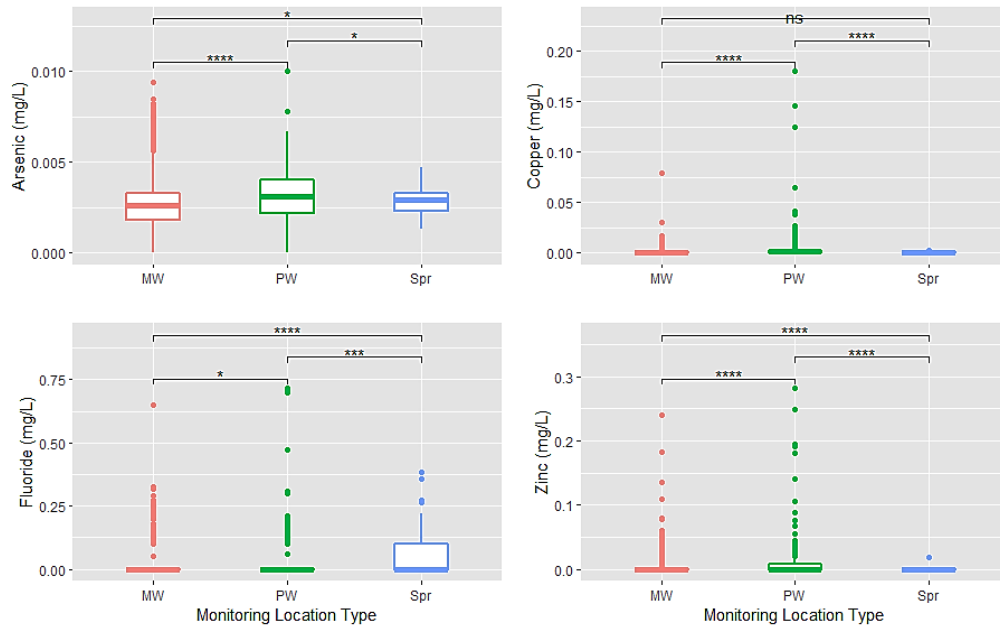 *
*
****
Arsenic (mg/L)
0.010
0.005
0.000
MW PW Spr
ns
****
****
Copper (mg/L)
0.20
0.15
0.10
0.05
0.00
MW PW Spr
****
***
*
Fluoride (mg/L)
0.75
0.50
0.25
0.00
MW PW Spr
Monitoring Location Type
****
****
****
Zinc (mg/L)
0.3
0.2
0.1
0.0
MW PW Spr
Monitoring Location Type